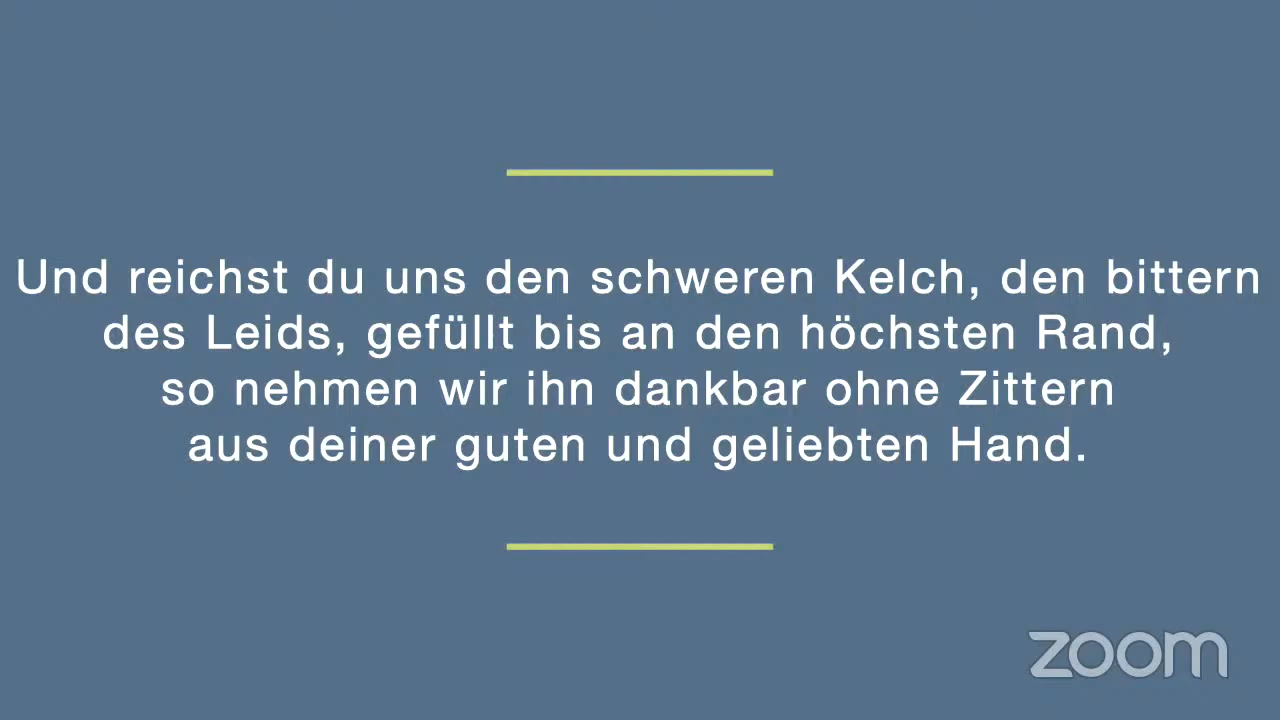 Und reichst du uns den schweren Kelch, den bittern
des Leids, gefüllt bis an den höchsten Rand,
so nehmen wir ihn dankbar ohne Zittern
aus deiner guten und geliebten Hand.
zoom